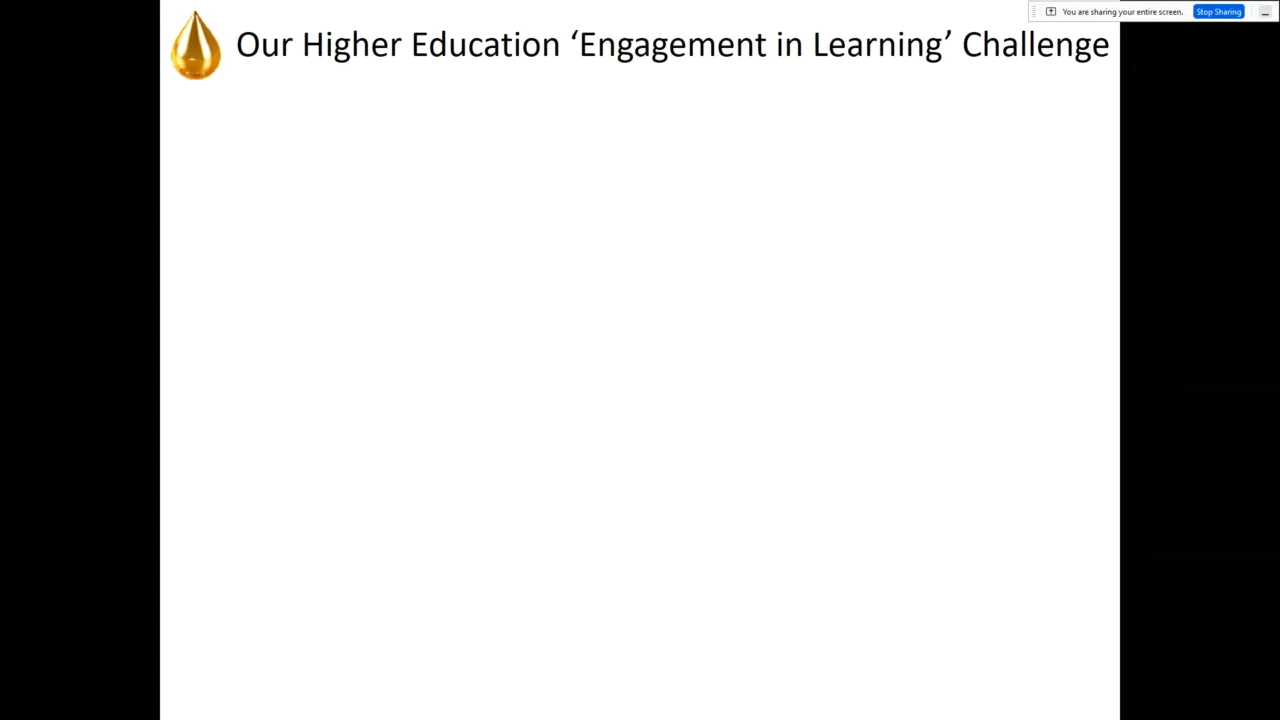 You are sharing your entire screen. Stop Sharing
Our Higher Education ‘Engagement in Learning’ Challenge